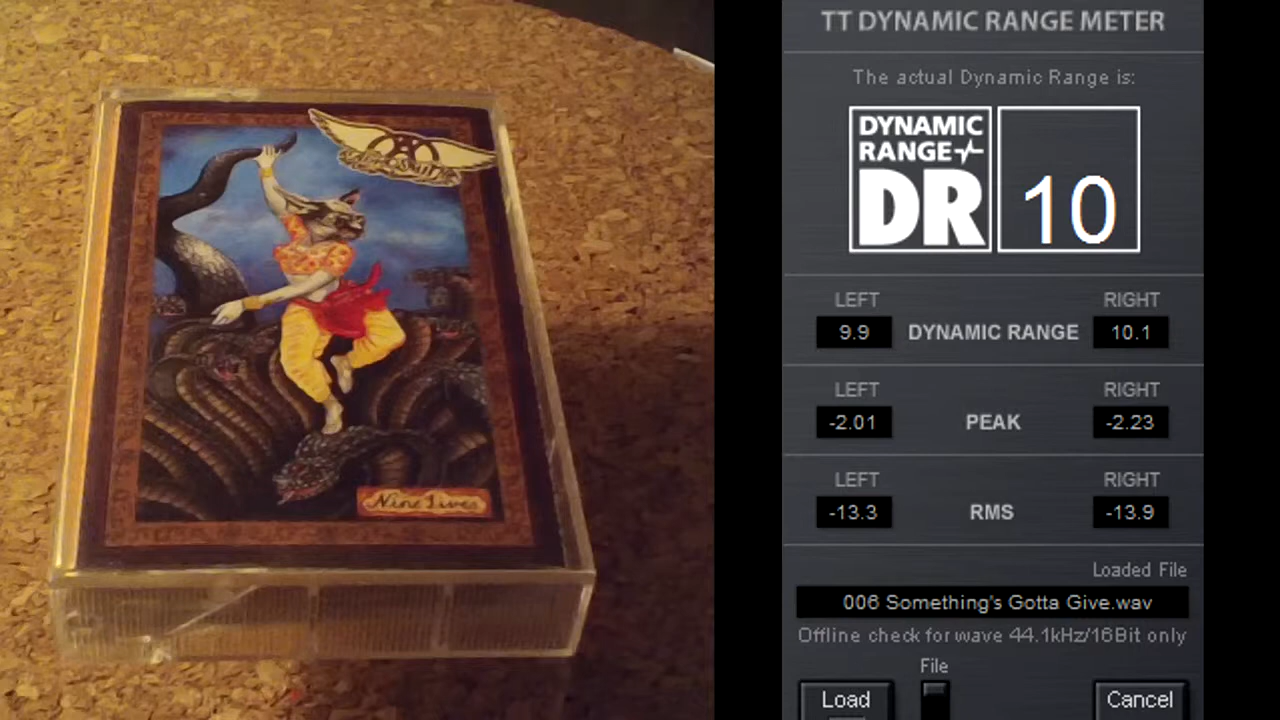 AEROSMITH
Nine Lives
TT DYNAMIC RANGE METER
The actual Dynamic Range is:
DYNAMIC
RANGE
DR
10
LEFT
RIGHT
9.9
DYNAMIC RANGE
10.1
LEFT
RIGHT
-2.01
PEAK
-2.23
LEFT
RIGHT
-13.3
RMS
-13.9
Loaded File
006 Something's Gotta Give.wav
Offline check for wave 44.1kHz/16Bit only
File
Load
Cancel